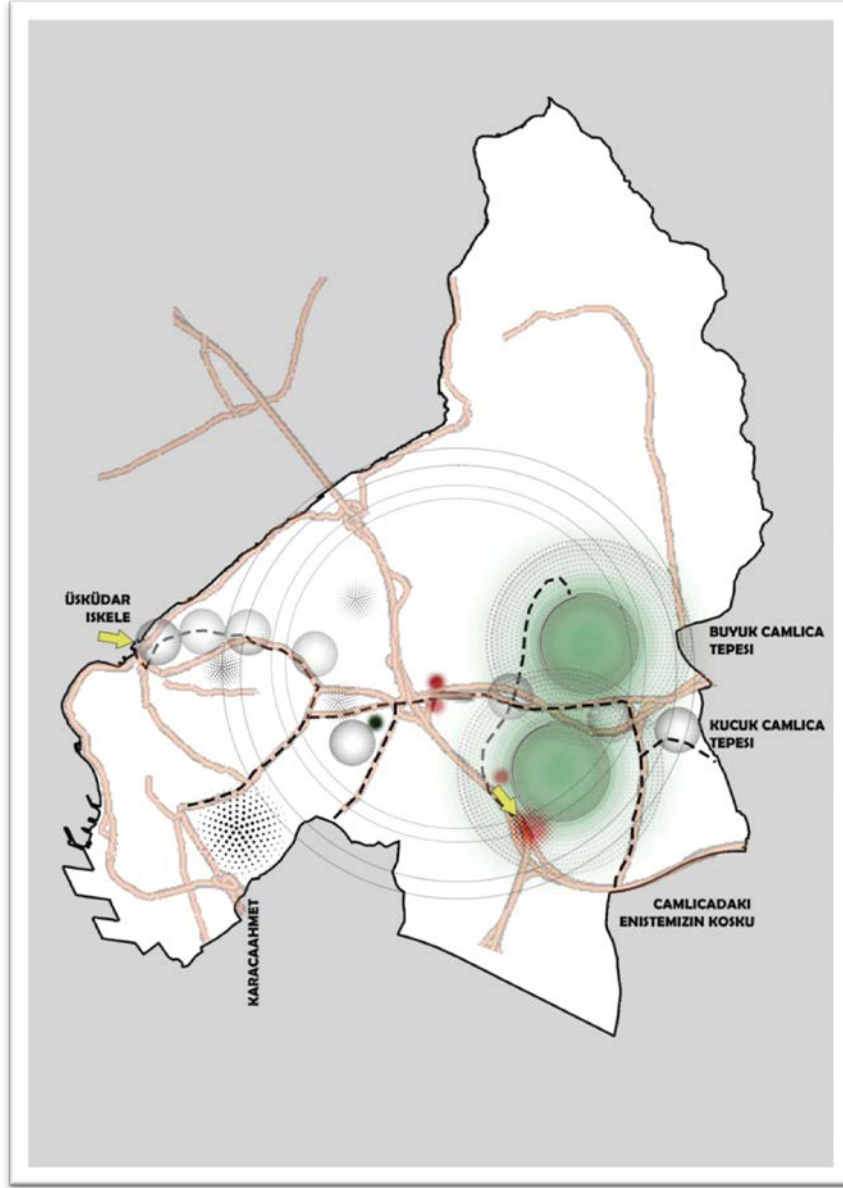 ÜSKÜDAR
ISKELE
BUYUK CAMLICA
TEPESI
KUCUK CAMLICA
TEPESI
CAMLICADAKI
ENISTEMIZIN KOSKU
KARACAAHMET